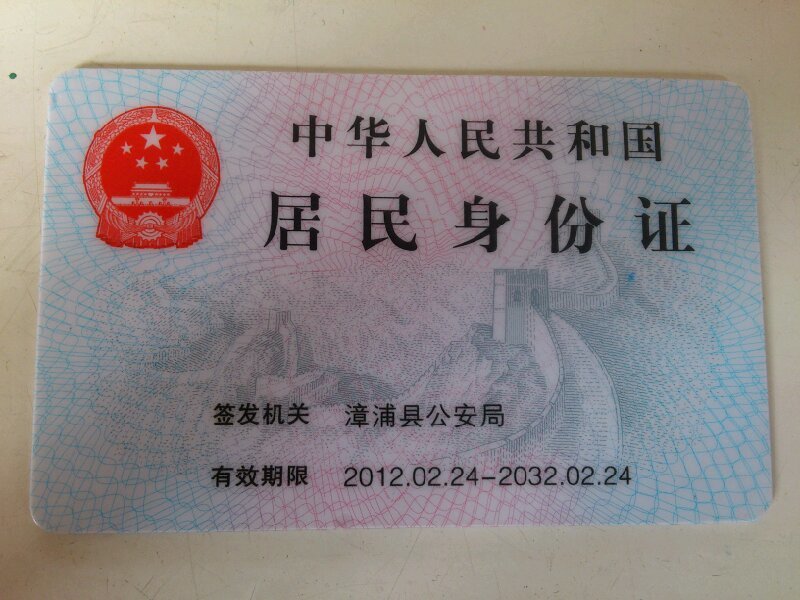 中华人民共和国
居民身份证
签发机关 漳浦县公安局
有效期限 2012.02.24-2032.02.24